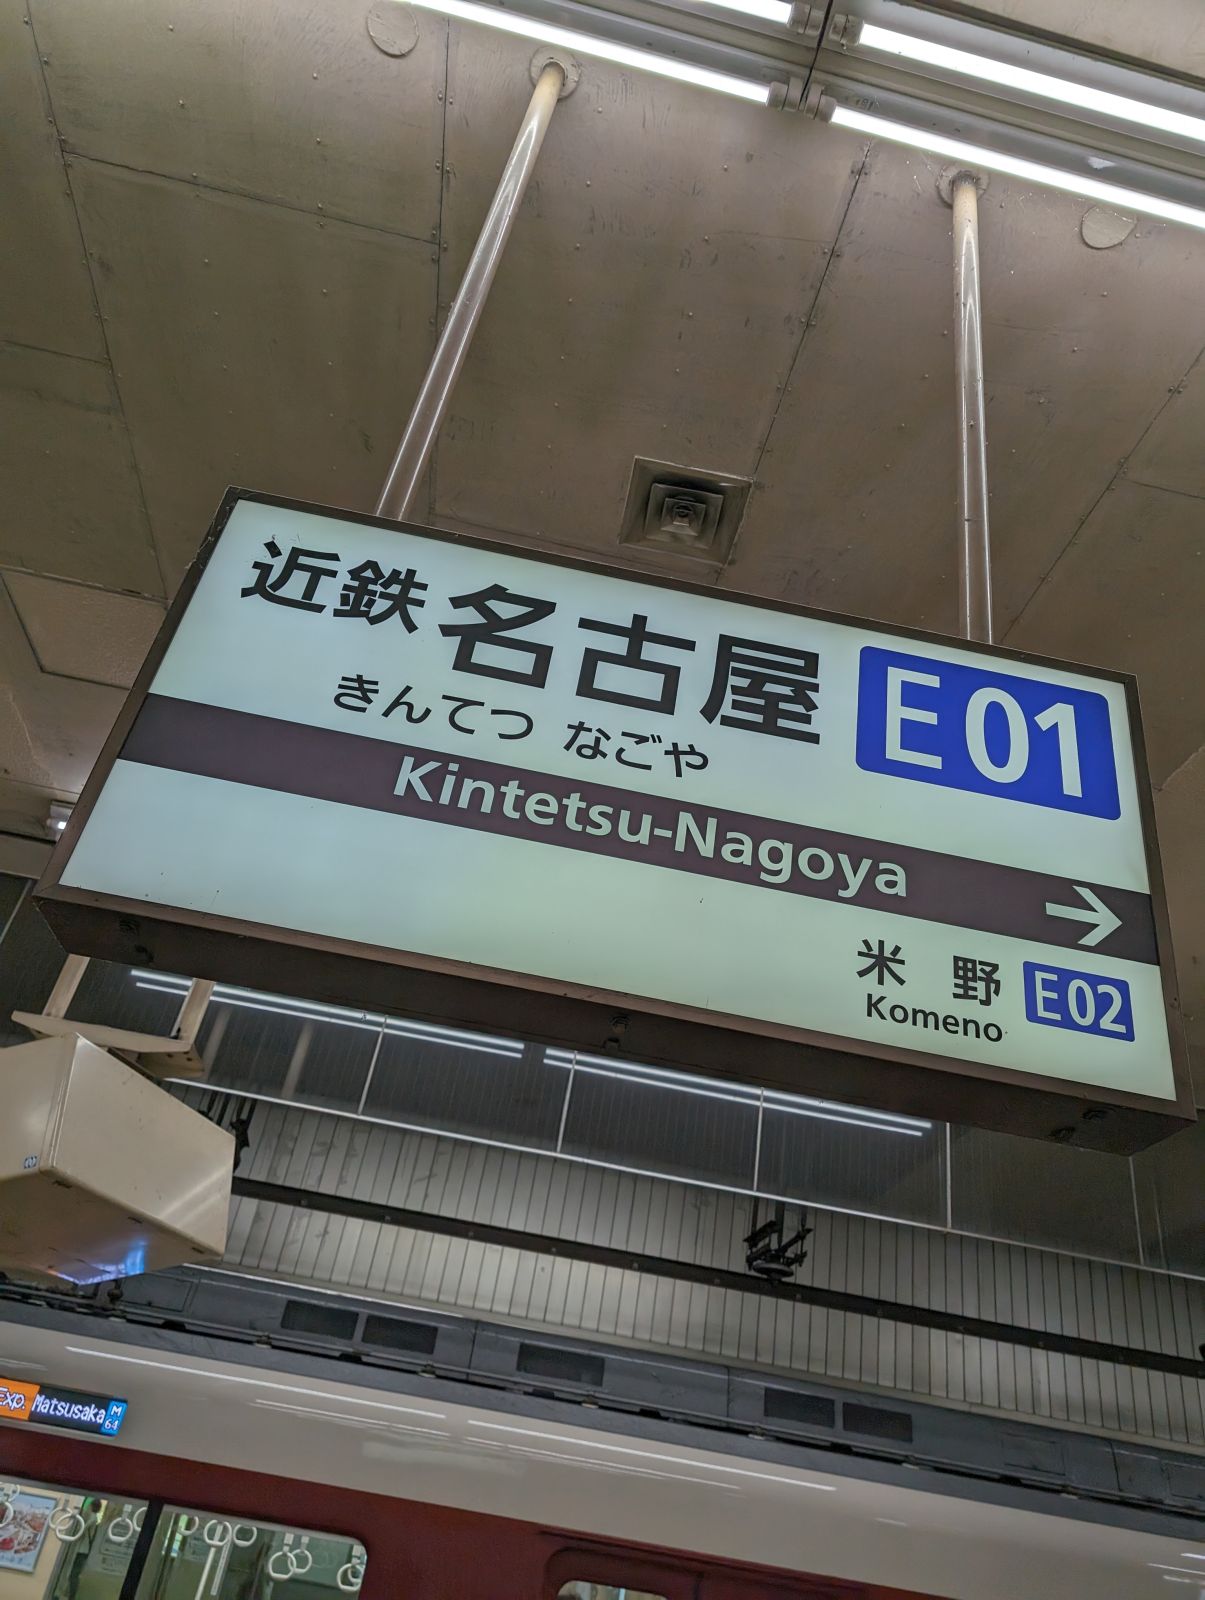 近鉄名古屋 E01
きんてつ なごや
Kintetsu-Nagoya →
米野 E02
Komeno
Exp. Matsusaka M 64